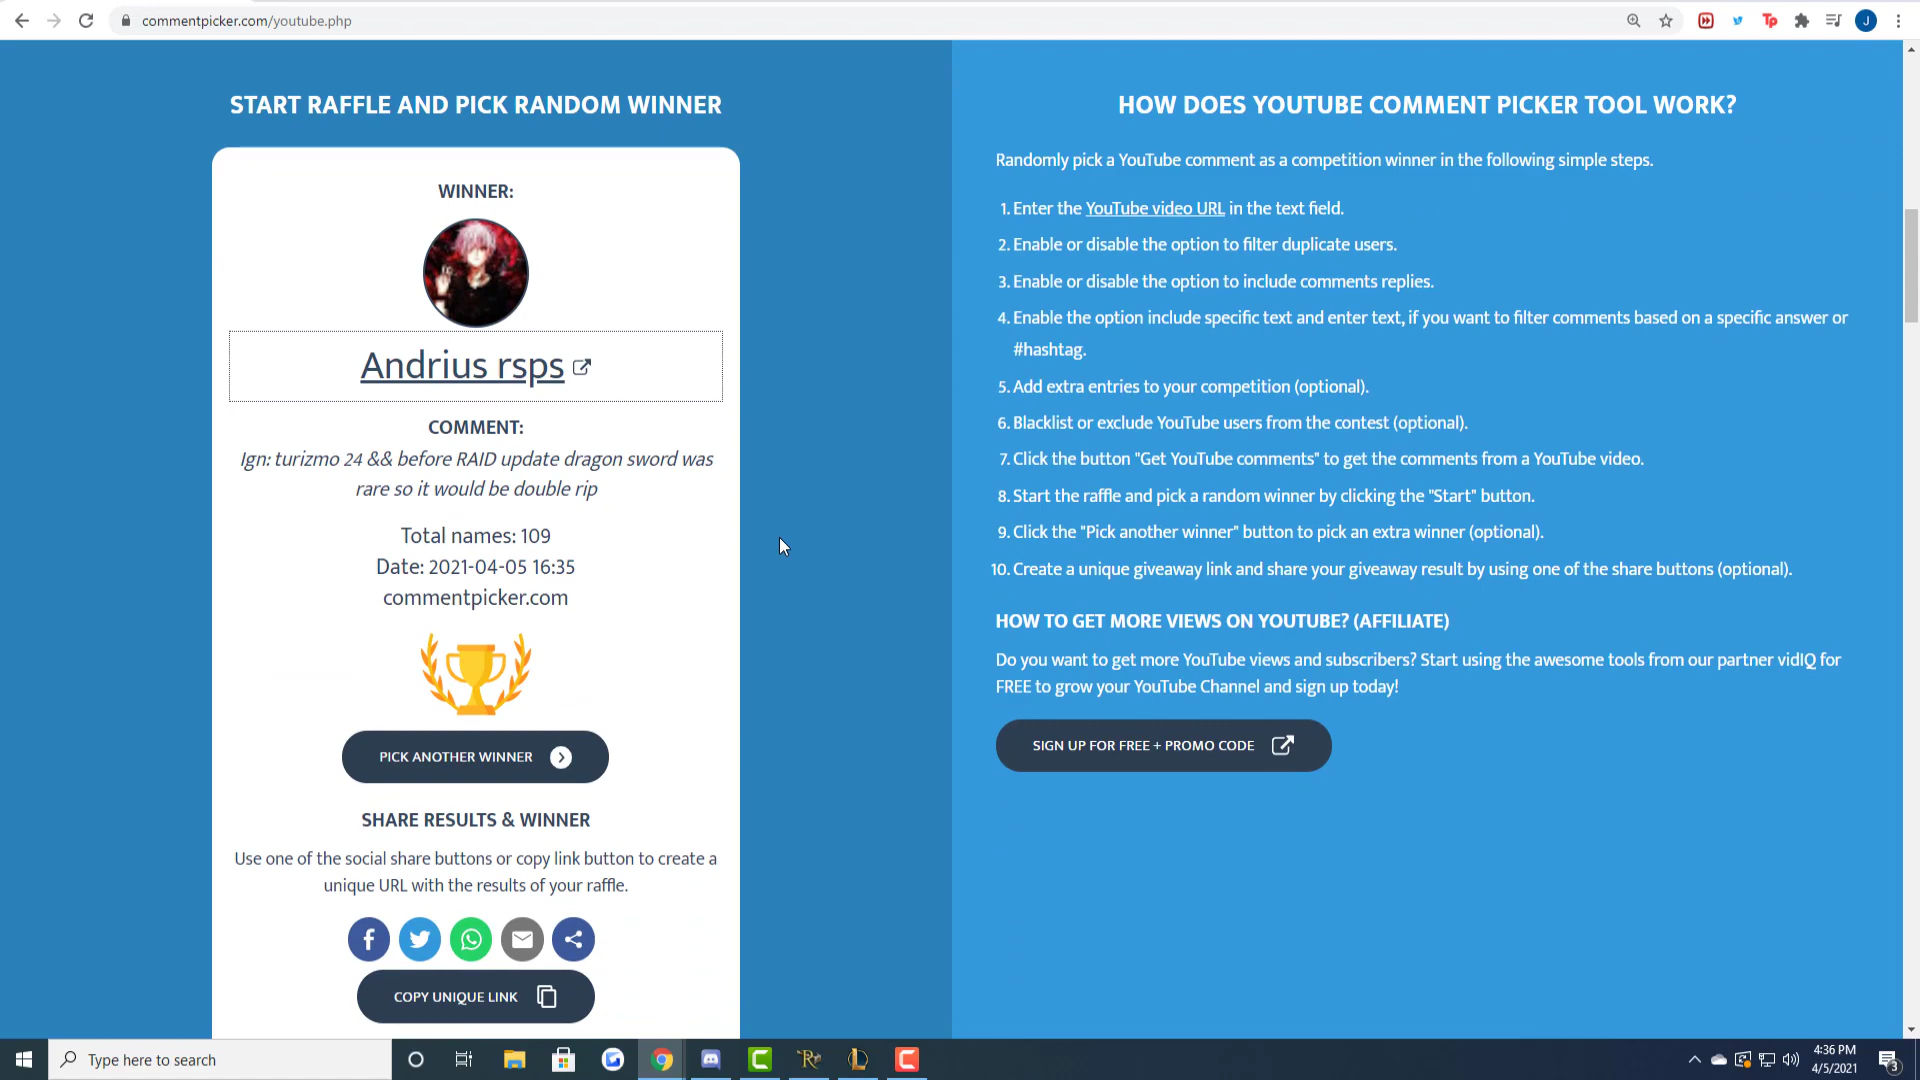 commentpicker.com/youtube.php
J
START RAFFLE AND PICK RANDOM WINNER
WINNER:
Andrius rsps
COMMENT:
Ign: turizmo 24 && before RAID update dragon sword was
rare so it would be double rip
Total names: 109
Date: 2021-04-05 16:35
commentpicker.com
PICK ANOTHER WINNER
SHARE RESULTS & WINNER
Use one of the social share buttons or copy link button to create a
unique URL with the results of your raffle.
COPY UNIQUE LINK
HOW DOES YOUTUBE COMMENT PICKER TOOL WORK?
Randomly pick a YouTube comment as a competition winner in the following simple steps.
1. Enter the YouTube video URL in the text field.
2. Enable or disable the option to filter duplicate users.
3. Enable or disable the option to include comments replies.
4. Enable the option include specific text and enter text, if you want to filter comments based on a specific answer or
#hashtag.
5. Add extra entries to your competition (optional).
6. Blacklist or exclude YouTube users from the contest (optional).
7. Click the button "Get YouTube comments" to get the comments from a YouTube video.
8. Start the raffle and pick a random winner by clicking the "Start" button.
9. Click the "Pick another winner" button to pick an extra winner (optional).
10. Create a unique giveaway link and share your giveaway result by using one of the share buttons (optional).
HOW TO GET MORE VIEWS ON YOUTUBE? (AFFILIATE)
Do you want to get more YouTube views and subscribers? Start using the awesome tools from our partner vidIQ for
FREE to grow your YouTube Channel and sign up today!
SIGN UP FOR FREE + PROMO CODE
Type here to search
4:36 PM
4/5/2021
3